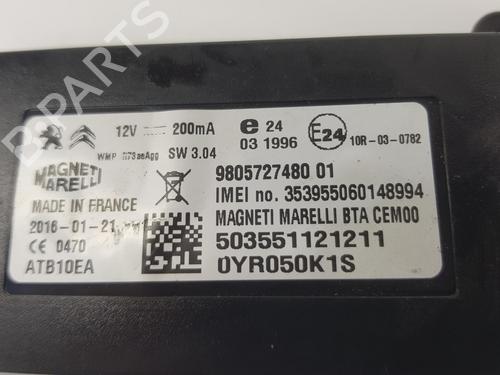 12V 200mA
e 24
03 1996
E24
10R-03-0782
SW 3.04
MAGNETI
MARELLI
9805727480 01
IMEI no. 353955060148994
MADE IN FRANCE
2016-01-21
MAGNETI MARELLI BTA CEM00
CE 0470
503551121211
ATB10EA
0YR050K1S
B-PARTS